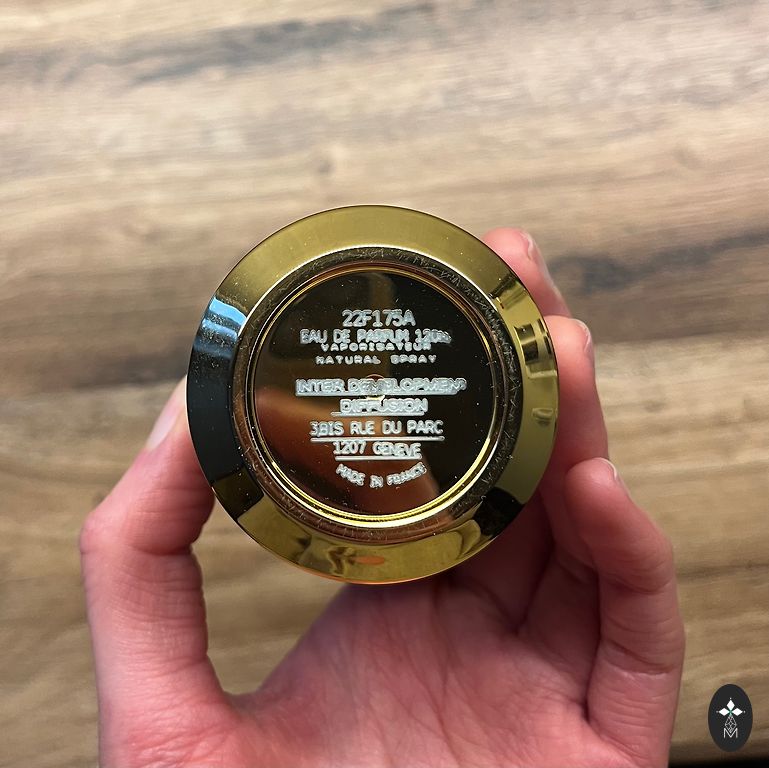 22F175A
EAU DE PARFUM 120ml
VAPORISATEUR
NATURAL SPRAY
INTER DEVELOPMENT
DIFFUSION
3BIS RUE DU PARC
1207 GENEVE
MADE IN FRANCE
M